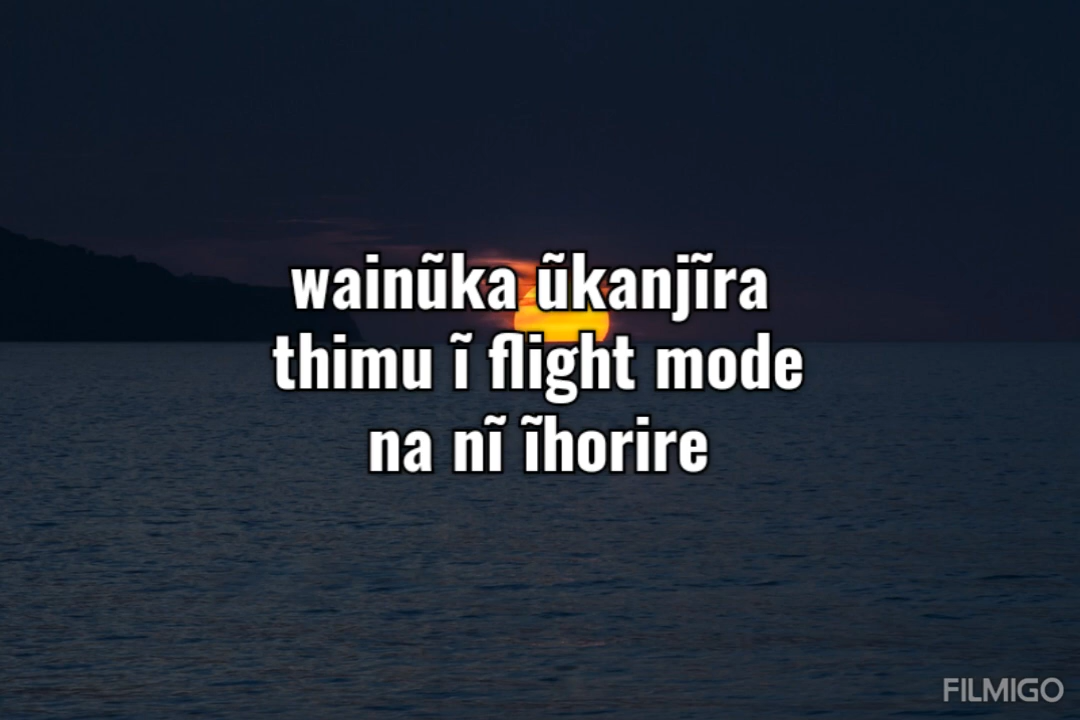 wainũka ũkanjĩra
thimu ĩ flight mode
na nĩ ĩhorire
FILMIGO